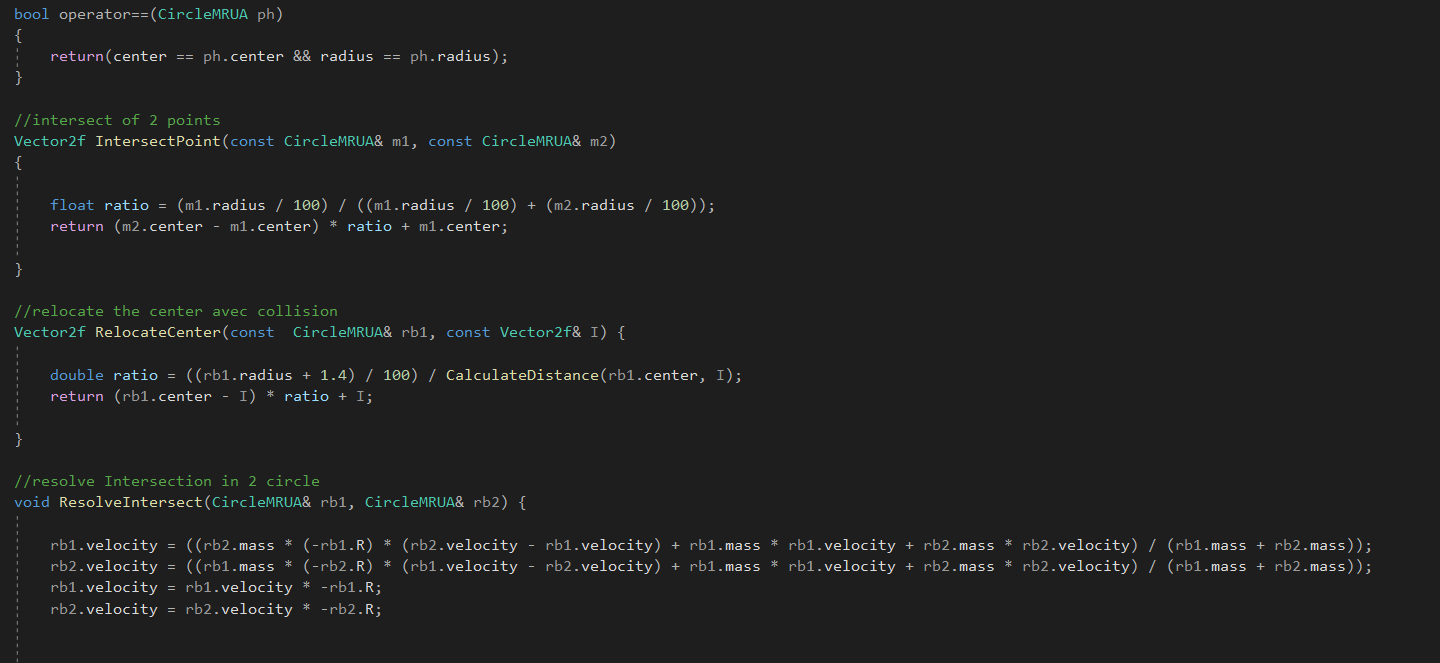 bool operator==(CircleMRUA ph)
{
    return(center == ph.center && radius == ph.radius);
}
//intersect of 2 points
Vector2f IntersectPoint(const CircleMRUA& m1, const CircleMRUA& m2)
{
    float ratio = (m1.radius / 100) / ((m1.radius / 100) + (m2.radius / 100));
    return (m2.center - m1.center) * ratio + m1.center;
}
//relocate the center avec collision
Vector2f RelocateCenter(const  CircleMRUA& rb1, const Vector2f& I) {
    double ratio = ((rb1.radius + 1.4) / 100) / CalculateDistance(rb1.center, I);
    return (rb1.center - I) * ratio + I;
}
//resolve Intersection in 2 circle
void ResolveIntersect(CircleMRUA& rb1, CircleMRUA& rb2) {
    rb1.velocity = ((rb2.mass * (-rb1.R) * (rb2.velocity - rb1.velocity) + rb1.mass * rb1.velocity + rb2.mass * rb2.velocity) / (rb1.mass + rb2.mass));
    rb2.velocity = ((rb1.mass * (-rb2.R) * (rb1.velocity - rb2.velocity) + rb1.mass * rb1.velocity + rb2.mass * rb2.velocity) / (rb1.mass + rb2.mass));
    rb1.velocity = rb1.velocity * -rb1.R;
    rb2.velocity = rb2.velocity * -rb2.R;